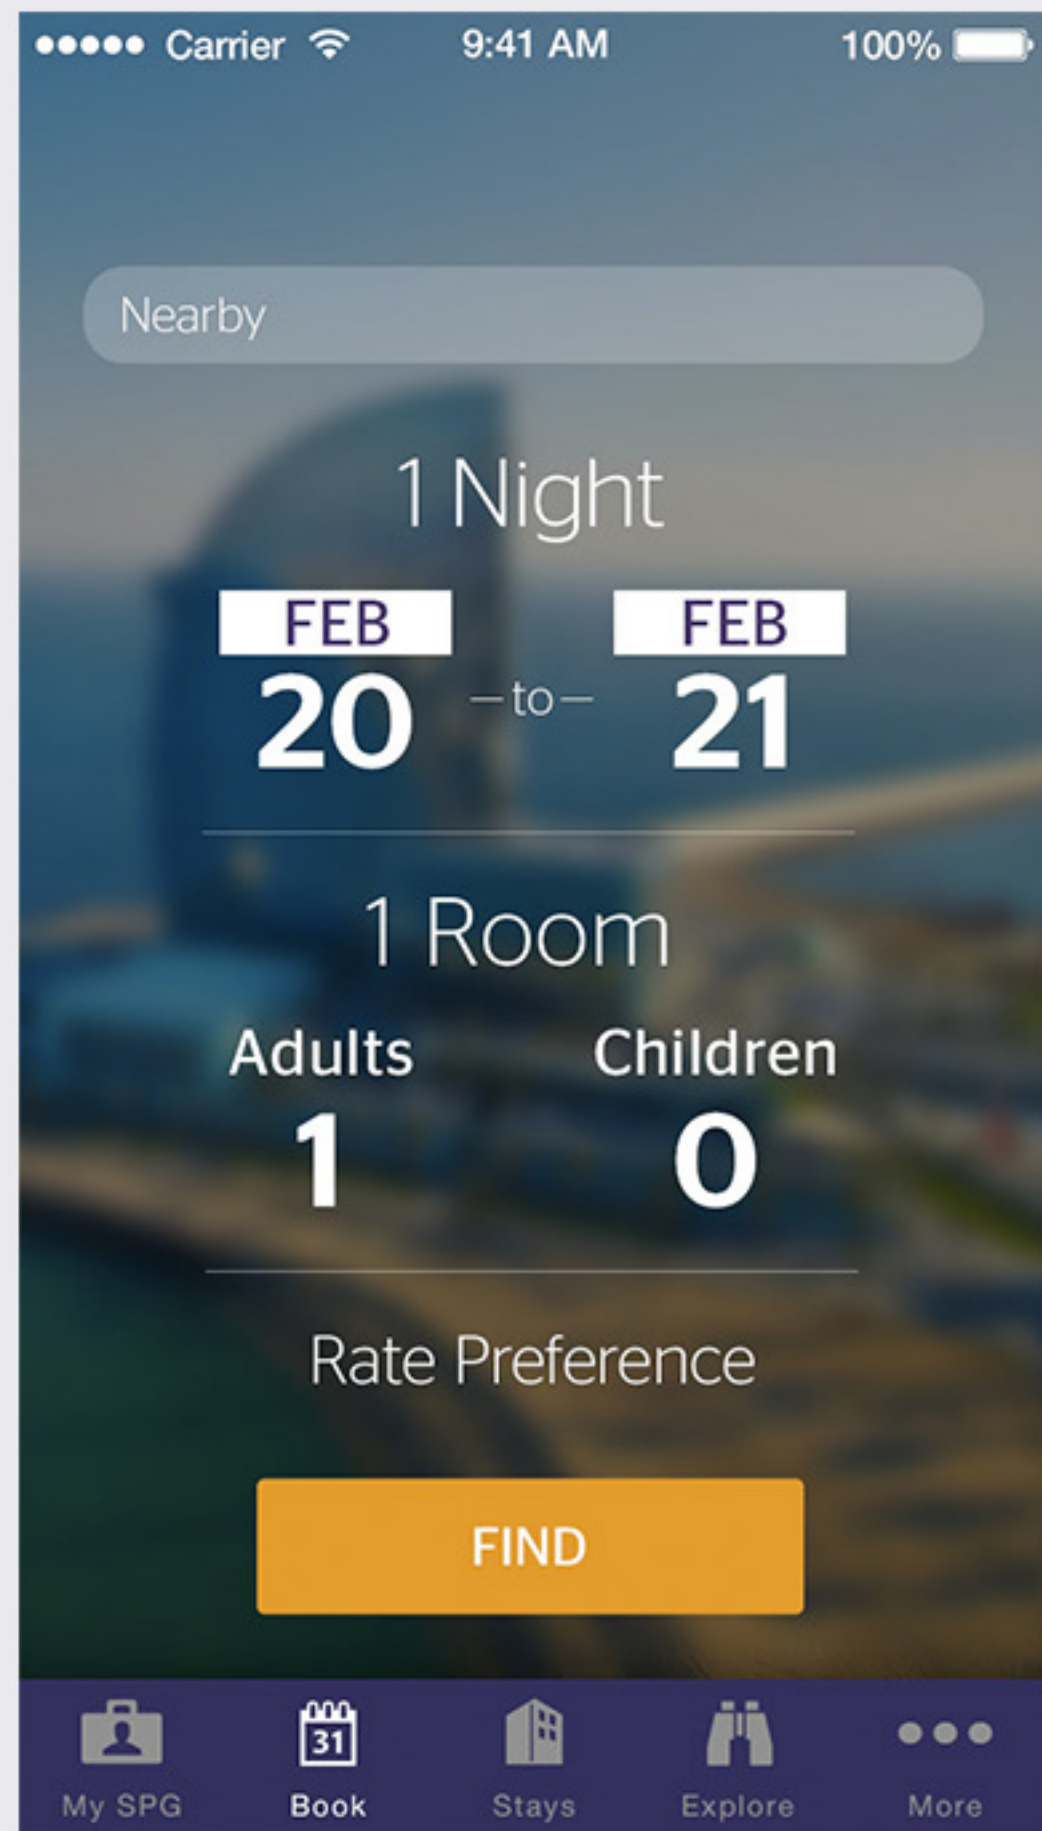 Carrier 9:41 AM 100%
Nearby
1 Night
FEB FEB
20 –to– 21
1 Room
Adults Children
1 0
Rate Preference
FIND
31
My SPG Book Stays Explore More